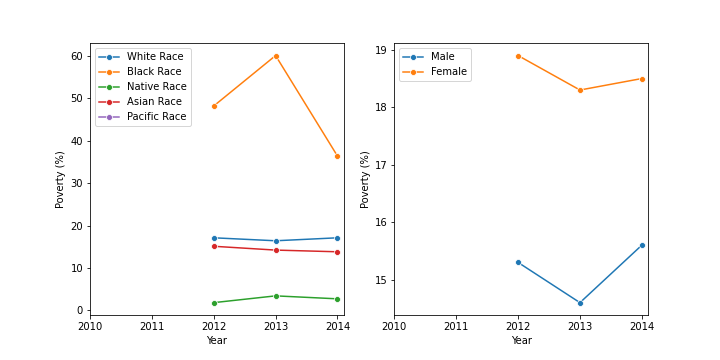 60
50
40
30
20
10
0
Poverty (%)
White Race
Black Race
Native Race
Asian Race
Pacific Race
2010 2011 2012 2013 2014
Year
19
18
17
16
15
Poverty (%)
Male
Female
2010 2011 2012 2013 2014
Year